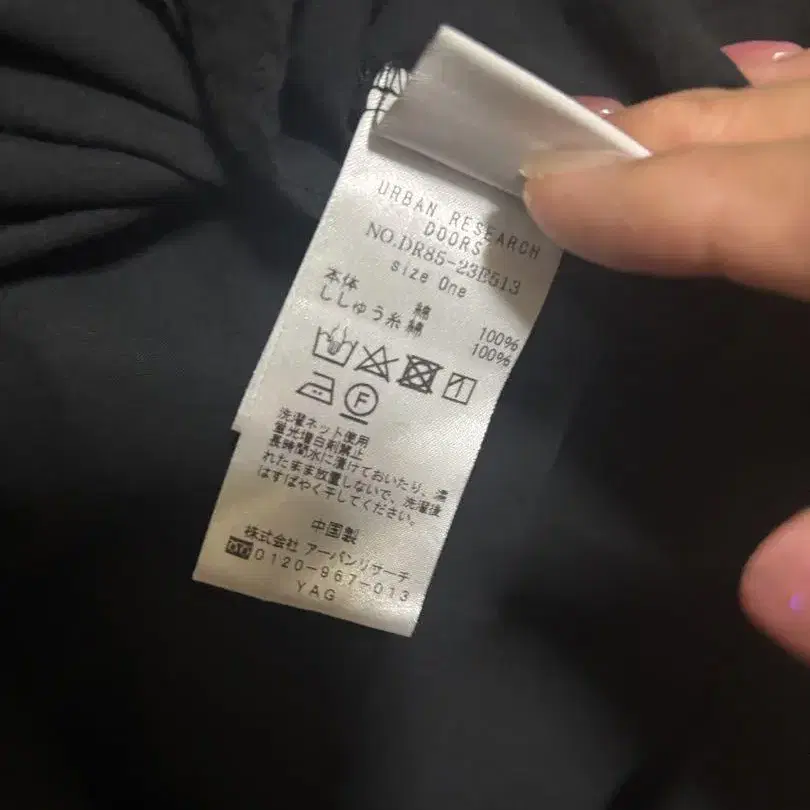 URBAN RESEARCH
DOORS
NO.DR85-23E513
size One
本体 綿 100%
ししゅう糸 綿 100%
洗濯ネット使用
蛍光増白剤禁止
長時間水に漬けておいたり、濡
れたまま放置しないで、洗濯後
はすばやく干してください。
中国製
株式会社 アーバンリサーチ
0120-967-013
YAG